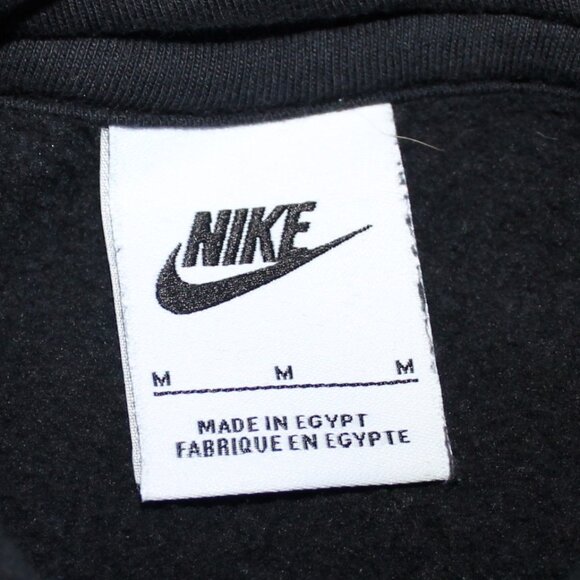 NIKE
M M M
MADE IN EGYPT
FABRIQUE EN EGYPTE